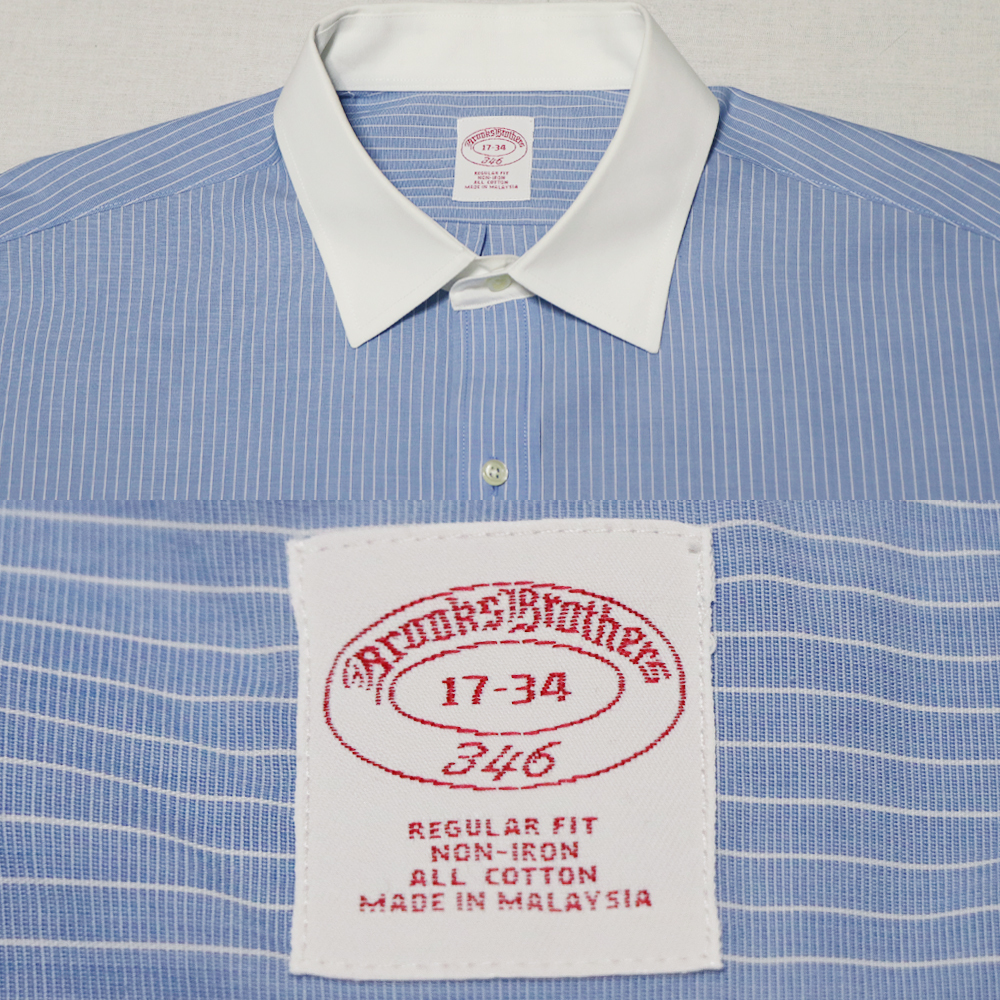 Brooks Brothers
17-34
346
REGULAR FIT
NON-IRON
ALL COTTON
MADE IN MALAYSIA
Brooks Brothers
17-34
346
REGULAR FIT
NON-IRON
ALL COTTON
MADE IN MALAYSIA